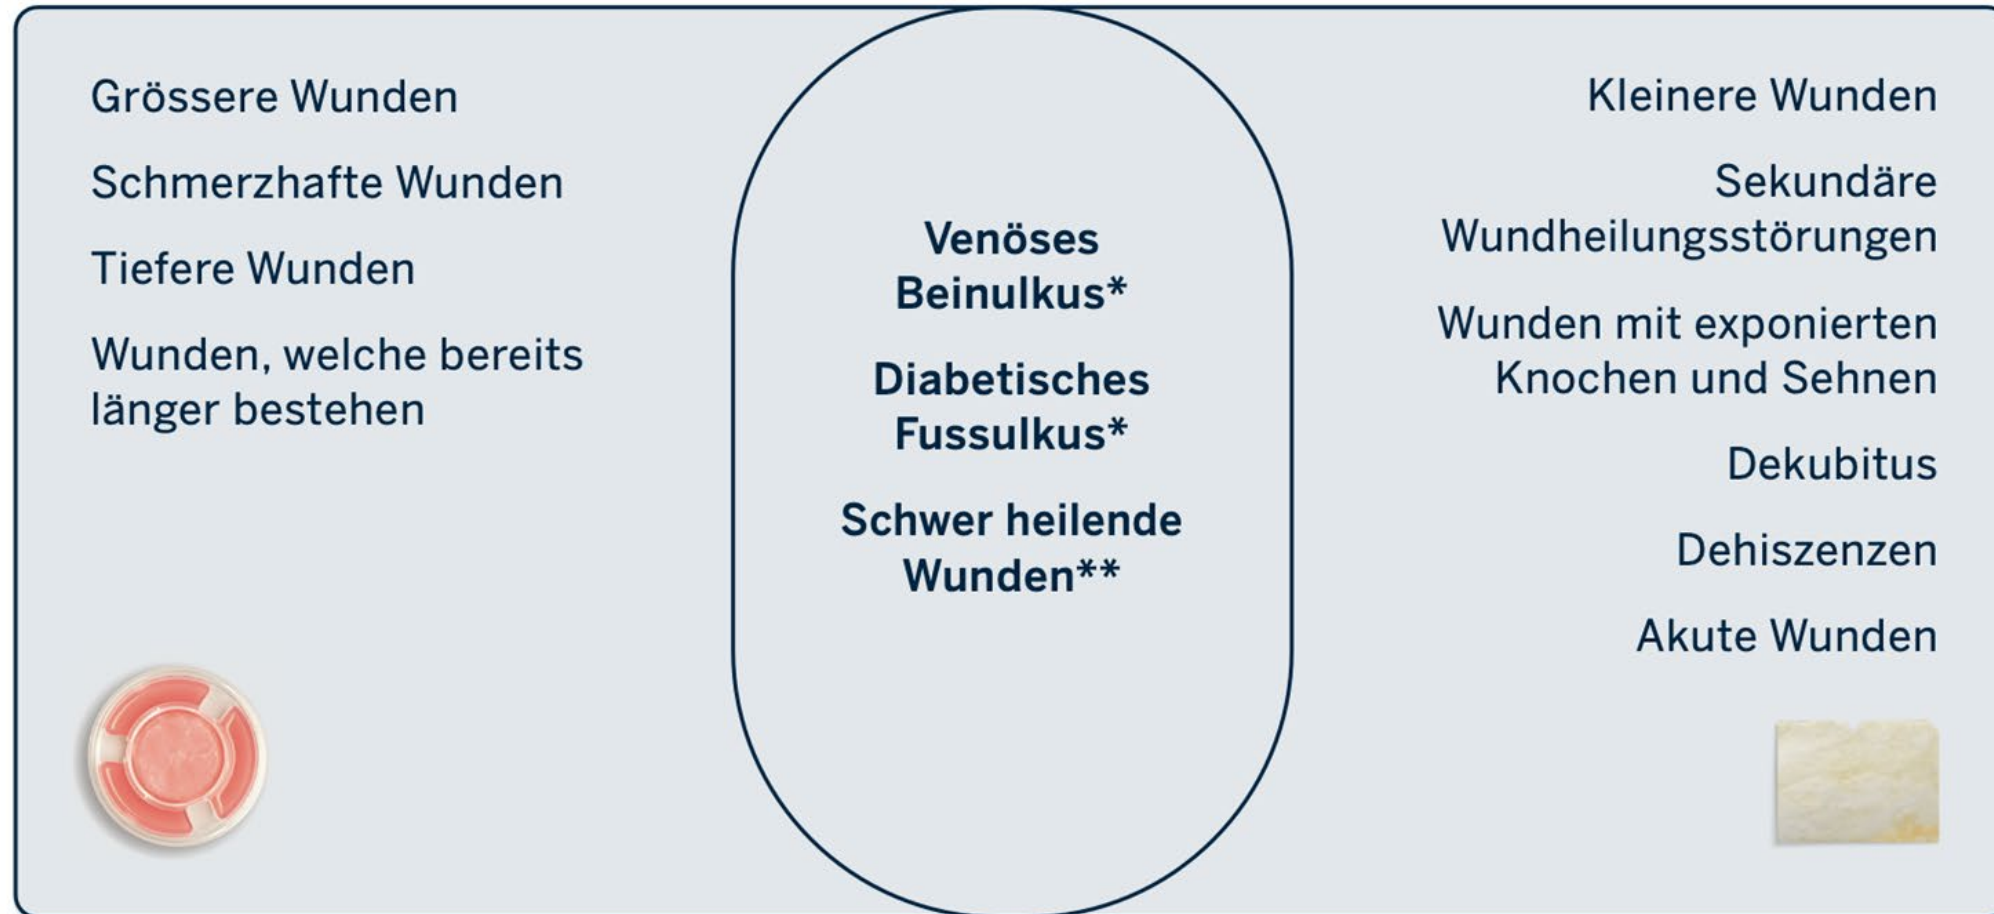 Grössere Wunden
Schmerzhafte Wunden
Tiefere Wunden
Wunden, welche bereits
länger bestehen
Venöses
Beinulkus*
Diabetisches
Fussulkus*
Schwer heilende
Wunden**
Kleinere Wunden
Sekundäre
Wundheilungsstörungen
Wunden mit exponierten
Knochen und Sehnen
Dekubitus
Dehiszenzen
Akute Wunden